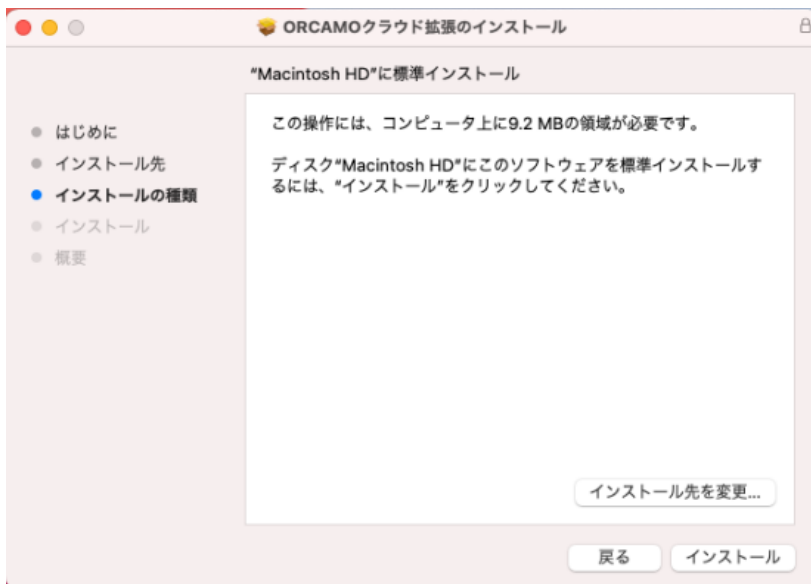 ORCAMOクラウド拡張のインストール
"Macintosh HD"に標準インストール
はじめに
インストール先
インストールの種類
インストール
概要
この操作には、コンピュータ上に9.2 MBの領域が必要です。
ディスク"Macintosh HD"にこのソフトウェアを標準インストールす
るには、"インストール"をクリックしてください。
インストール先を変更...
戻る
インストール